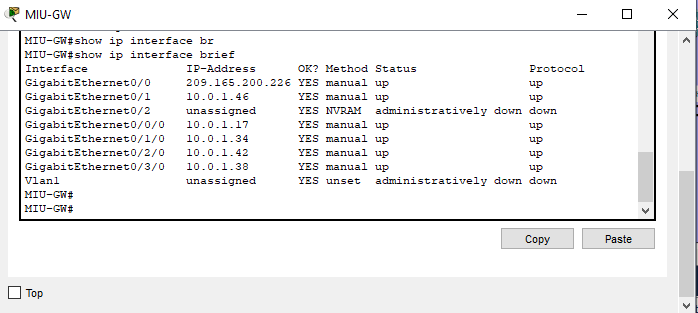 MIU-GW
MIU-GW#show ip interface br
MIU-GW#show ip interface brief
Interface              IP-Address      OK? Method Status                Protocol
GigabitEthernet0/0     209.165.200.226 YES manual up                    up
GigabitEthernet0/1     10.0.1.46       YES manual up                    up
GigabitEthernet0/2     unassigned      YES NVRAM  administratively down down
GigabitEthernet0/0/0   10.0.1.17       YES manual up                    up
GigabitEthernet0/1/0   10.0.1.34       YES manual up                    up
GigabitEthernet0/2/0   10.0.1.42       YES manual up                    up
GigabitEthernet0/3/0   10.0.1.38       YES manual up                    up
Vlan1                  unassigned      YES unset  administratively down down
MIU-GW#
MIU-GW#
Copy Paste
Top